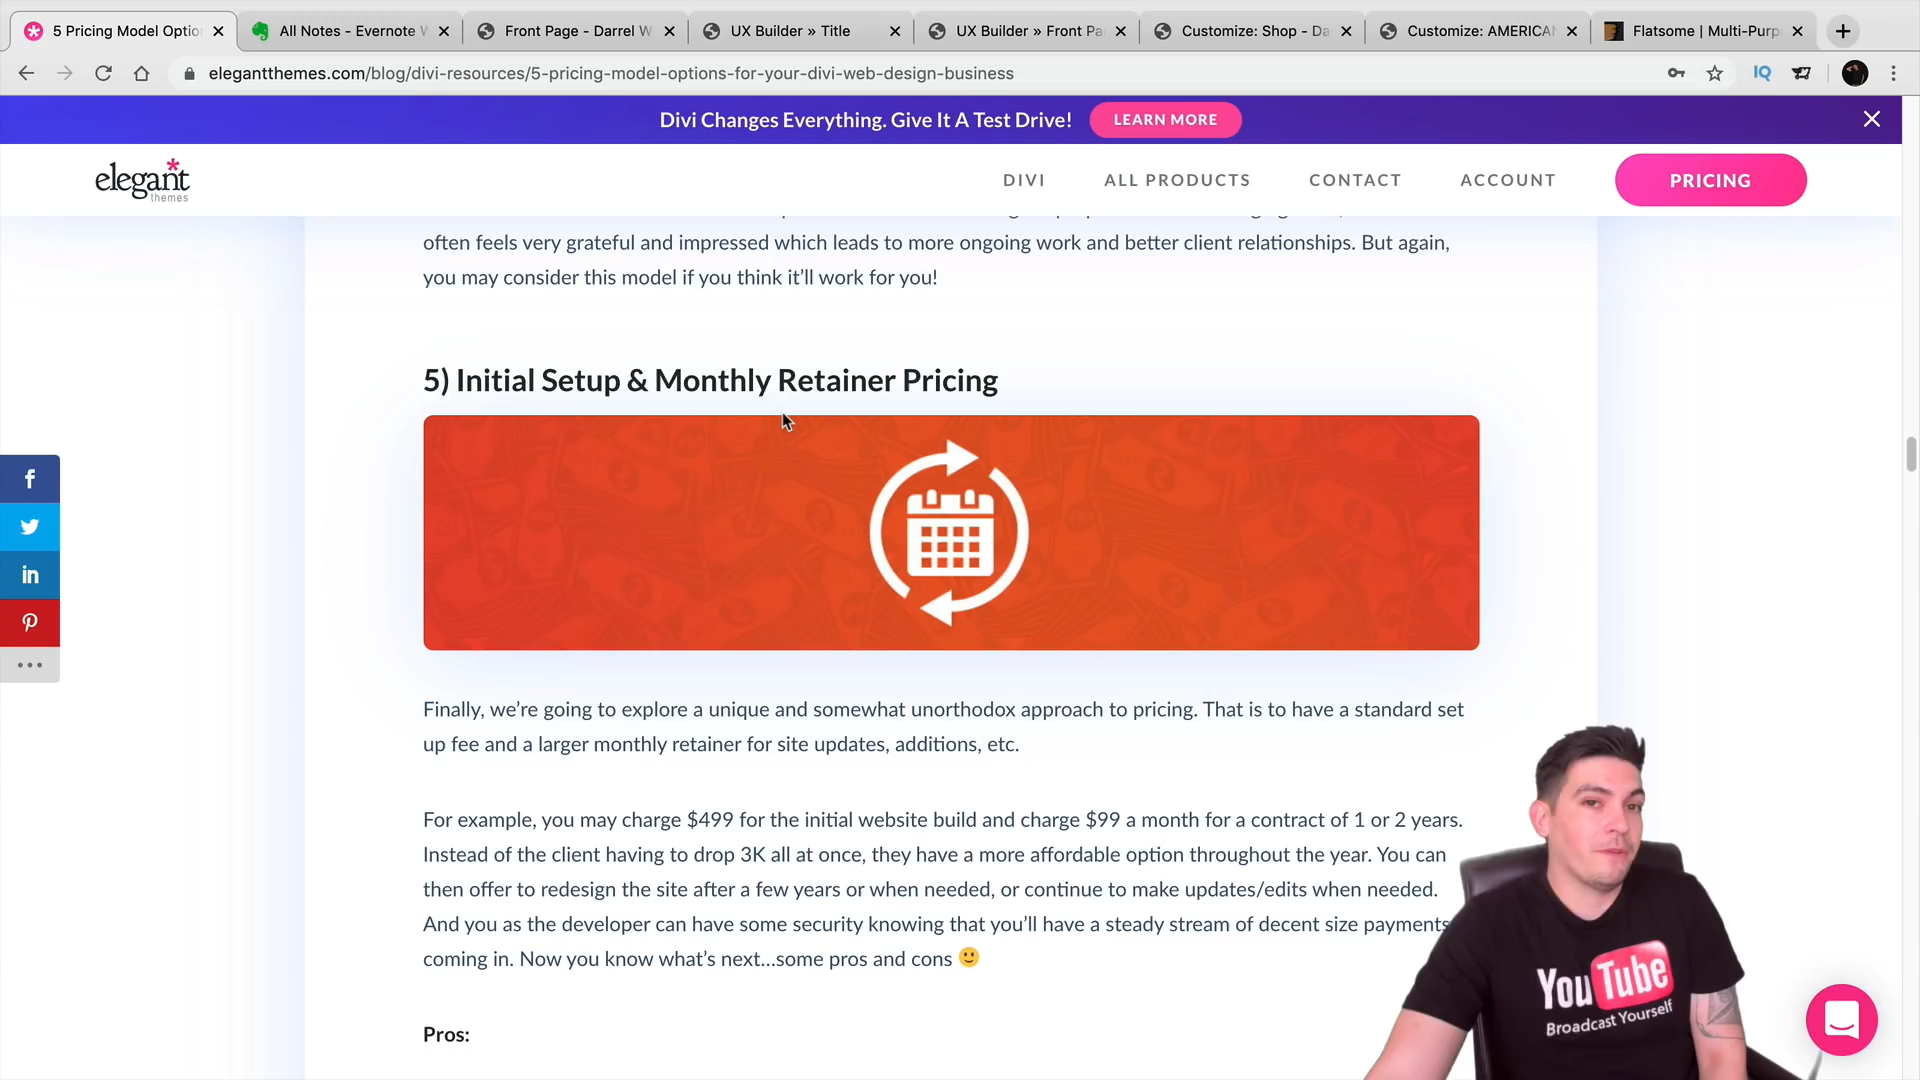 5 Pricing Model Optio
All Notes - Evernote W
Front Page - Darrel W
UX Builder » Title
UX Builder » Front Pa
Customize: Shop - Da
Customize: AMERICAN
Flatsome | Multi-Purp
elegantthemes.com/blog/divi-resources/5-pricing-model-options-for-your-divi-web-design-business
IQ
Divi Changes Everything. Give It A Test Drive!
LEARN MORE
elegant
themes
DIVI
ALL PRODUCTS
CONTACT
ACCOUNT
PRICING
often feels very grateful and impressed which leads to more ongoing work and better client relationships. But again,
you may consider this model if you think it’ll work for you!
5) Initial Setup & Monthly Retainer Pricing
Finally, we’re going to explore a unique and somewhat unorthodox approach to pricing. That is to have a standard set
up fee and a larger monthly retainer for site updates, additions, etc.
For example, you may charge $499 for the initial website build and charge $99 a month for a contract of 1 or 2 years.
Instead of the client having to drop 3K all at once, they have a more affordable option throughout the year. You can
then offer to redesign the site after a few years or when needed, or continue to make updates/edits when needed.
And you as the developer can have some security knowing that you’ll have a steady stream of decent size payments
coming in. Now you know what’s next…some pros and cons 🙂
Pros:
YouTube
Broadcast Yourself